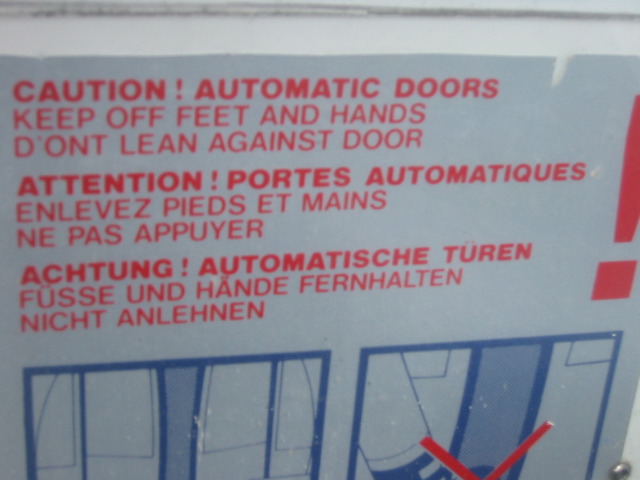 CAUTION ! AUTOMATIC DOORS
KEEP OFF FEET AND HANDS
D'ONT LEAN AGAINST DOOR
ATTENTION ! PORTES AUTOMATIQUES
ENLEVEZ PIEDS ET MAINS
NE PAS APPUYER
ACHTUNG ! AUTOMATISCHE TÜREN
FÜSSE UND HÄNDE FERNHALTEN
NICHT ANLEHNEN
!